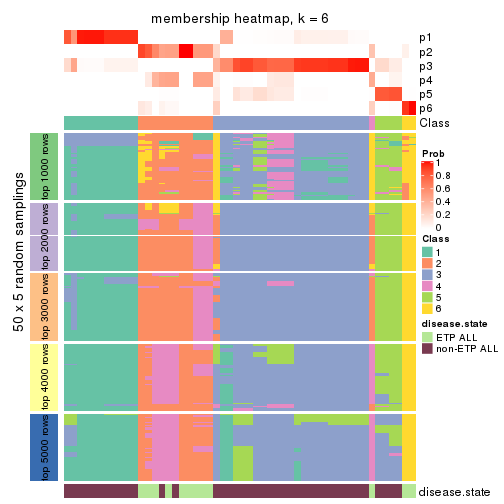 membership heatmap, k = 6
p1
p2
p3
p4
p5
p6
Class
50 x 5 random samplings
top 1000 rows
top 2000 rows
top 3000 rows
top 4000 rows
top 5000 rows
disease.state
Prob
1
0.8
0.6
0.4
0.2
0
Class
1
2
3
4
5
6
disease.state
ETP ALL
non-ETP ALL